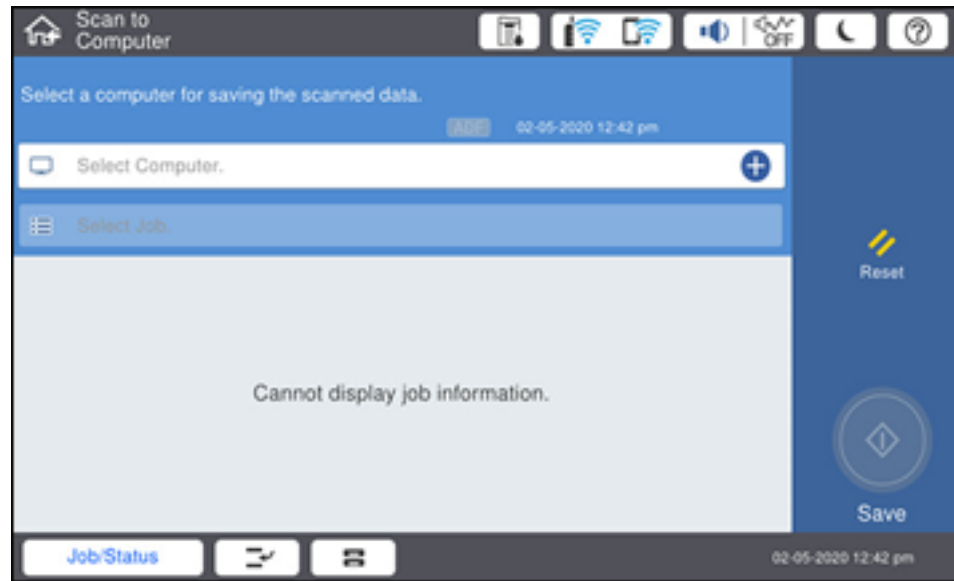 Scan to
Computer
OFF
Select a computer for saving the scanned data.
ADF 02-05-2020 12:42 pm
Select Computer.
Select Job.
Reset
Cannot display job information.
Save
Job/Status
02-05-2020 12:42 pm